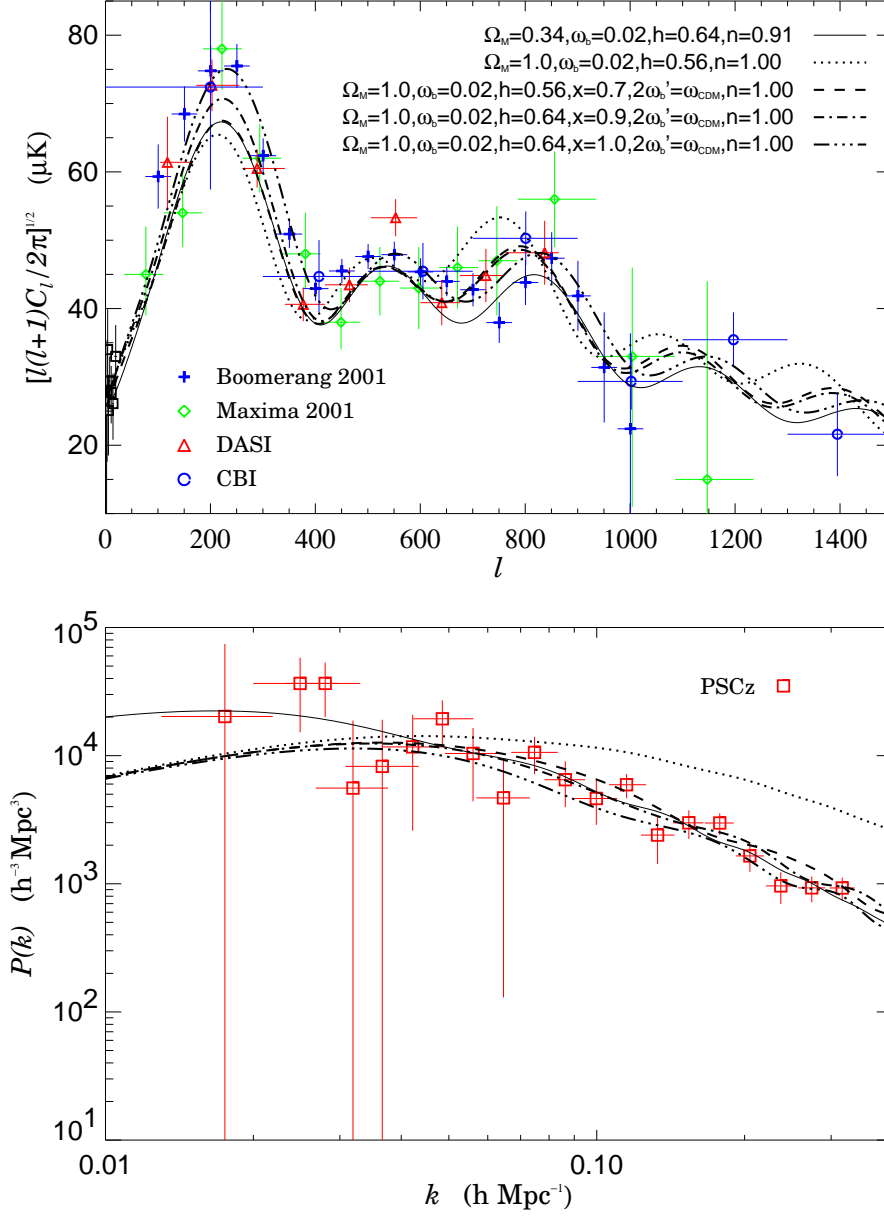 Ω_M=0.34,ω_b=0.02,h=0.64,n=0.91
Ω_M=1.0,ω_b=0.02,h=0.56,n=1.00
Ω_M=1.0,ω_b=0.02,h=0.56,x=0.7,2ω_b'=ω_CDM,n=1.00
Ω_M=1.0,ω_b=0.02,h=0.64,x=0.9,2ω_b'=ω_CDM,n=1.00
Ω_M=1.0,ω_b=0.02,h=0.64,x=1.0,2ω_b'=ω_CDM,n=1.00
80
60
40
20
[l(l+1)C_l/2π]^1/2 (μK)
Boomerang 2001
Maxima 2001
DASI
CBI
0 200 400 600 800 1000 1200 1400
l
10^5
10^4
10^3
10^2
10^1
P(k) (h^-3 Mpc^3)
PSCz
0.01 0.10
k (h Mpc^-1)